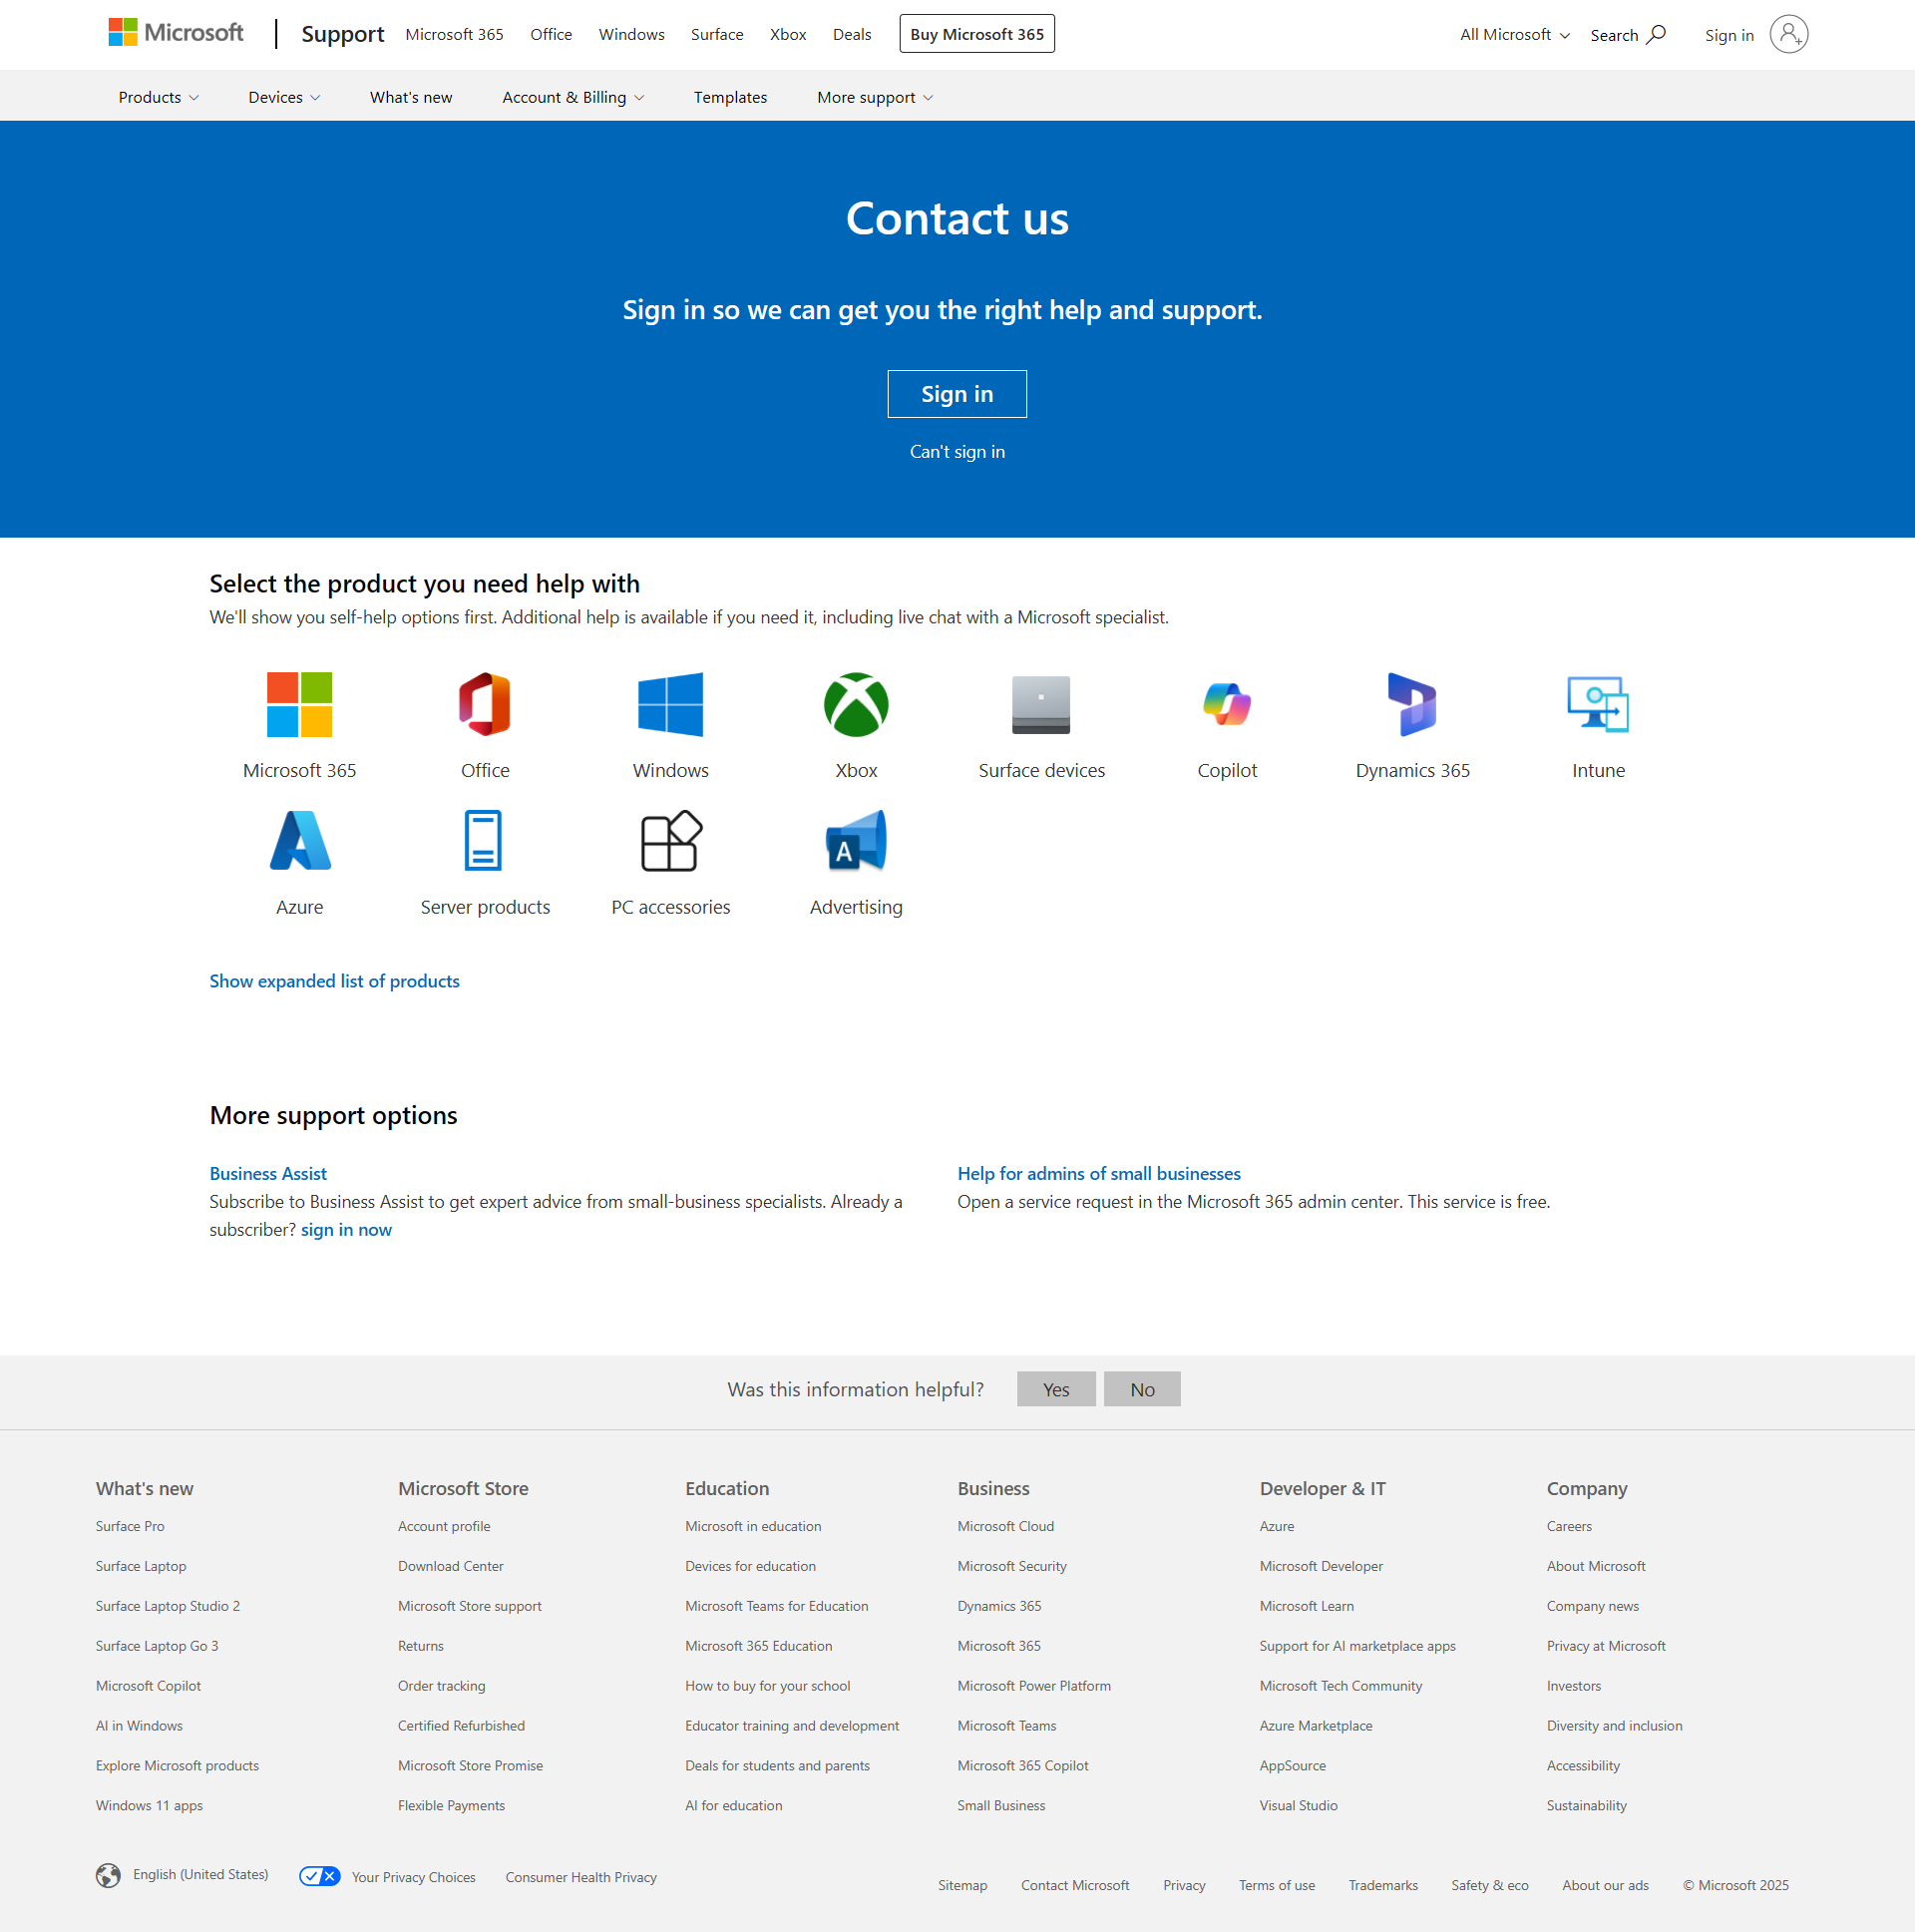 Microsoft Support Microsoft 365 Office Windows Surface Xbox Deals Buy Microsoft 365 All Microsoft Search Sign in
Products Devices What's new Account & Billing Templates More support
Contact us
Sign in so we can get you the right help and support.
Sign in
Can't sign in
Select the product you need help with
We'll show you self-help options first. Additional help is available if you need it, including live chat with a Microsoft specialist.
Microsoft 365 Office Windows Xbox Surface devices Copilot Dynamics 365 Intune
A
Azure Server products PC accessories Advertising
Show expanded list of products
More support options
Business Assist
Subscribe to Business Assist to get expert advice from small-business specialists. Already a
subscriber? sign in now
Help for admins of small businesses
Open a service request in the Microsoft 365 admin center. This service is free.
Was this information helpful? Yes No
What's new
Surface Pro
Surface Laptop
Surface Laptop Studio 2
Surface Laptop Go 3
Microsoft Copilot
AI in Windows
Explore Microsoft products
Windows 11 apps
Microsoft Store
Account profile
Download Center
Microsoft Store support
Returns
Order tracking
Certified Refurbished
Microsoft Store Promise
Flexible Payments
Education
Microsoft in education
Devices for education
Microsoft Teams for Education
Microsoft 365 Education
How to buy for your school
Educator training and development
Deals for students and parents
AI for education
Business
Microsoft Cloud
Microsoft Security
Dynamics 365
Microsoft 365
Microsoft Power Platform
Microsoft Teams
Microsoft 365 Copilot
Small Business
Developer & IT
Azure
Microsoft Developer
Microsoft Learn
Support for AI marketplace apps
Microsoft Tech Community
Azure Marketplace
AppSource
Visual Studio
Company
Careers
About Microsoft
Company news
Privacy at Microsoft
Investors
Diversity and inclusion
Accessibility
Sustainability
English (United States) Your Privacy Choices Consumer Health Privacy
Sitemap Contact Microsoft Privacy Terms of use Trademarks Safety & eco About our ads © Microsoft 2025